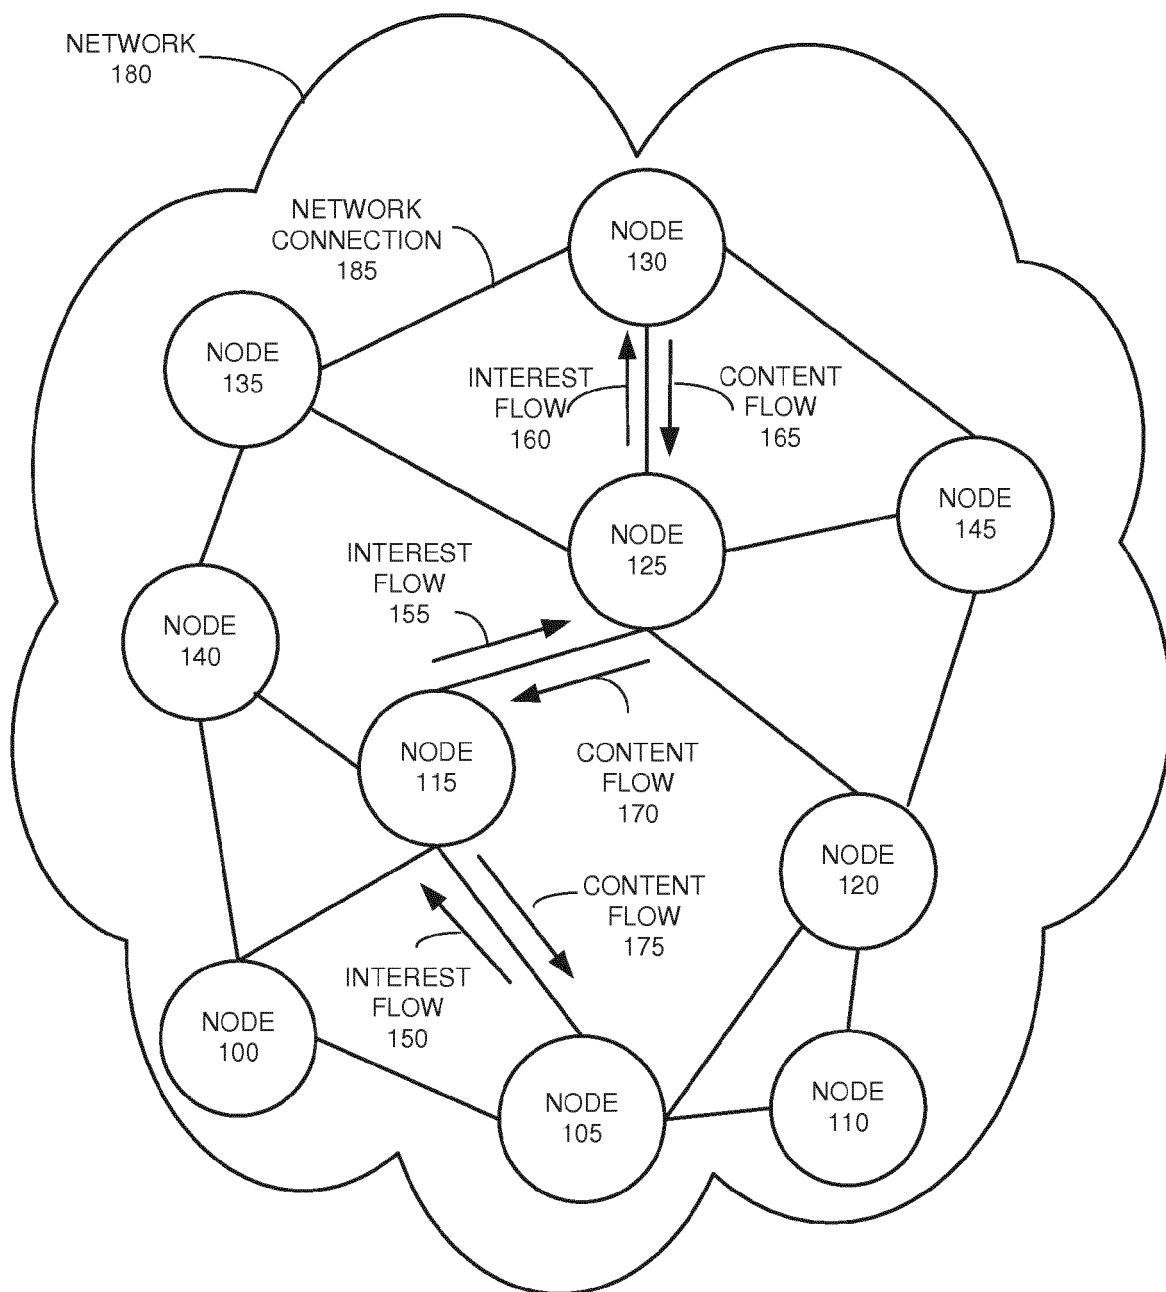 NETWORK
180
NETWORK
CONNECTION
185
NODE
130
NODE
135
INTEREST
FLOW
160
CONTENT
FLOW
165
NODE
145
NODE
125
INTEREST
FLOW
155
NODE
140
NODE
115
CONTENT
FLOW
170
NODE
120
CONTENT
FLOW
175
INTEREST
FLOW
150
NODE
100
NODE
105
NODE
110